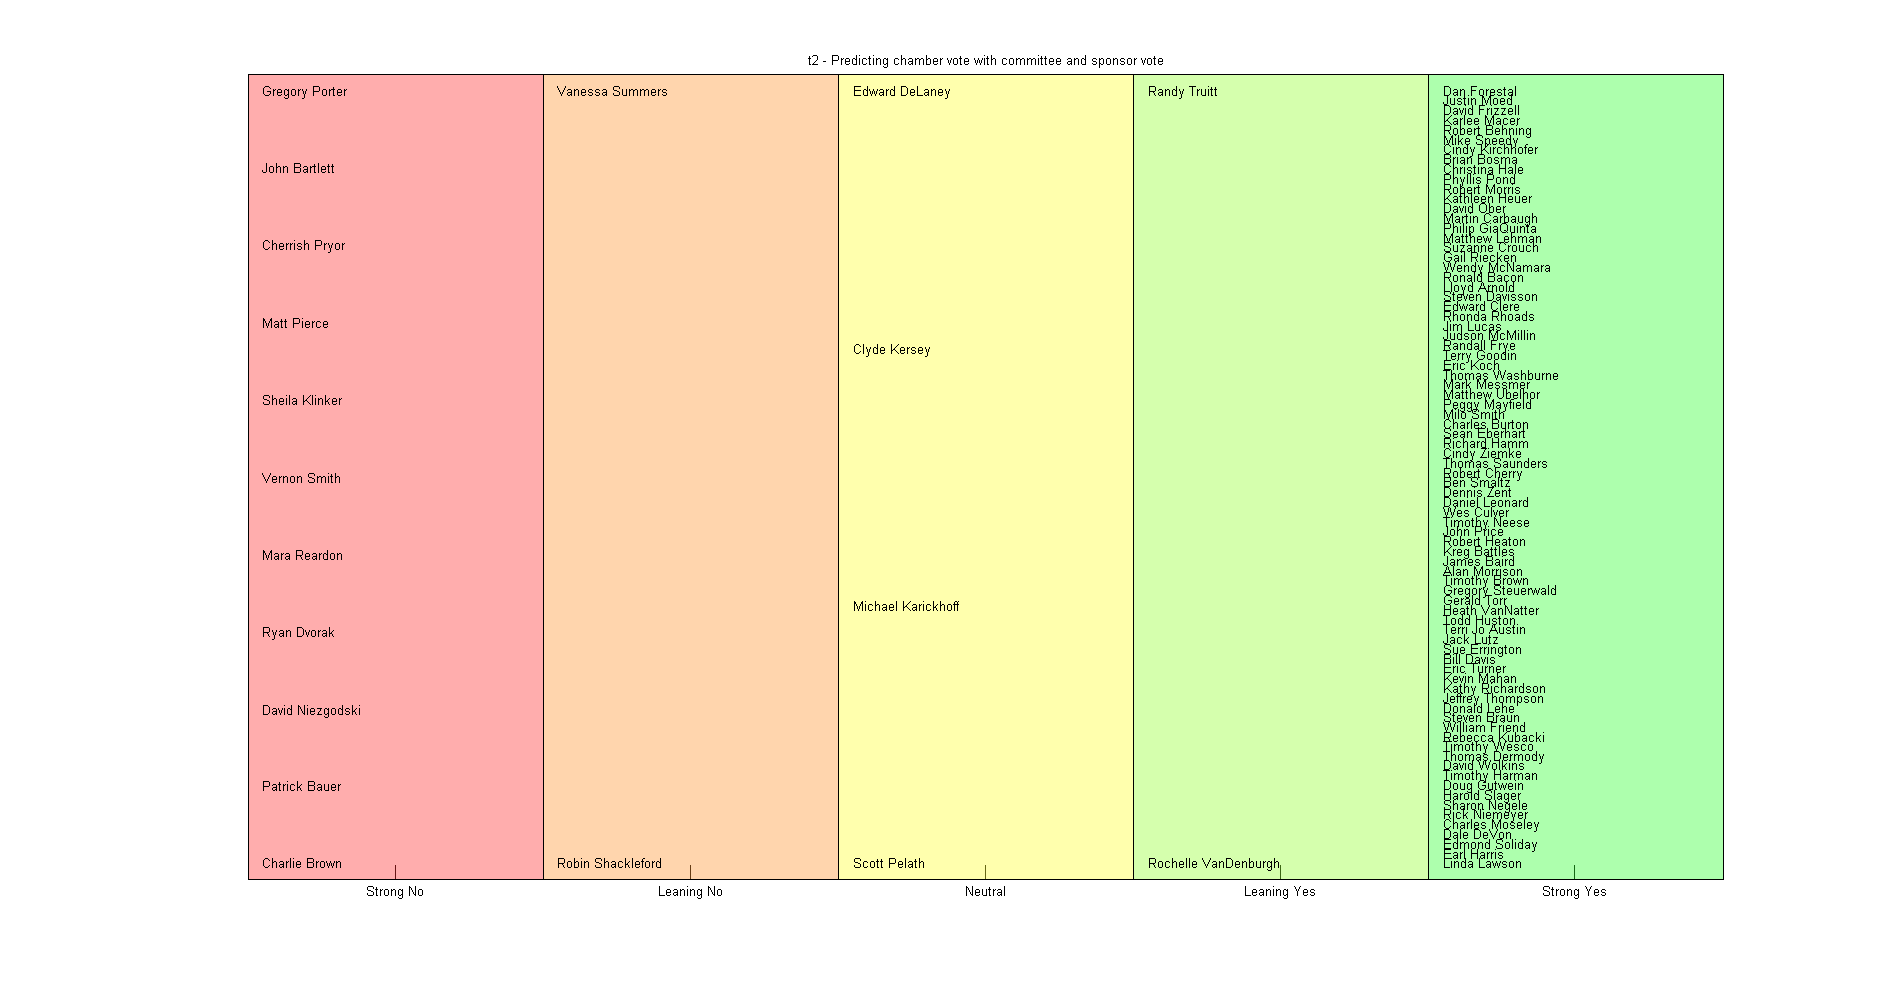 t2 - Predicting chamber vote with committee and sponsor vote
Gregory Porter
John Bartlett
Cherrish Pryor
Matt Pierce
Sheila Klinker
Vernon Smith
Mara Reardon
Ryan Dvorak
David Niezgodski
Patrick Bauer
Charlie Brown
Vanessa Summers
Robin Shackleford
Edward DeLaney
Clyde Kersey
Michael Karickhoff
Scott Pelath
Randy Truitt
Rochelle VanDenburgh
Dan Forestal
Justin Moed
David Frizzell
Karlee Macer
Robert Behning
Mike Speedy
Cindy Kirchhofer
Brian Bosma
Christina Hale
Phyllis Pond
Robert Morris
Kathleen Heuer
David Ober
Martin Carbaugh
Philip GiaQuinta
Matthew Lehman
Suzanne Crouch
Gail Riecken
Wendy McNamara
Ronald Bacon
Lloyd Arnold
Steven Davisson
Edward Clere
Rhonda Rhoads
Jim Lucas
Judson McMillin
Randall Frye
Terry Goodin
Eric Koch
Thomas Washburne
Mark Messmer
Matthew Ubelhor
Peggy Mayfield
Milo Smith
Charles Burton
Sean Eberhart
Richard Hamm
Cindy Ziemke
Thomas Saunders
Robert Cherry
Ben Smaltz
Dennis Zent
Daniel Leonard
Wes Culver
Timothy Neese
John Price
Robert Heaton
Kreg Battles
James Baird
Alan Morrison
Timothy Brown
Gregory Steuerwald
Gerald Torr
Heath VanNatter
Todd Huston
Terri Jo Austin
Jack Lutz
Sue Errington
Bill Davis
Eric Turner
Kevin Mahan
Kathy Richardson
Jeffrey Thompson
Donald Lehe
Steven Braun
William Friend
Rebecca Kubacki
Timothy Wesco
Thomas Dermody
David Wolkins
Timothy Harman
Doug Gutwein
Harold Slager
Sharon Negele
Rick Niemeyer
Charles Moseley
Dale DeVon
Edmond Soliday
Earl Harris
Linda Lawson
Strong No
Leaning No
Neutral
Leaning Yes
Strong Yes